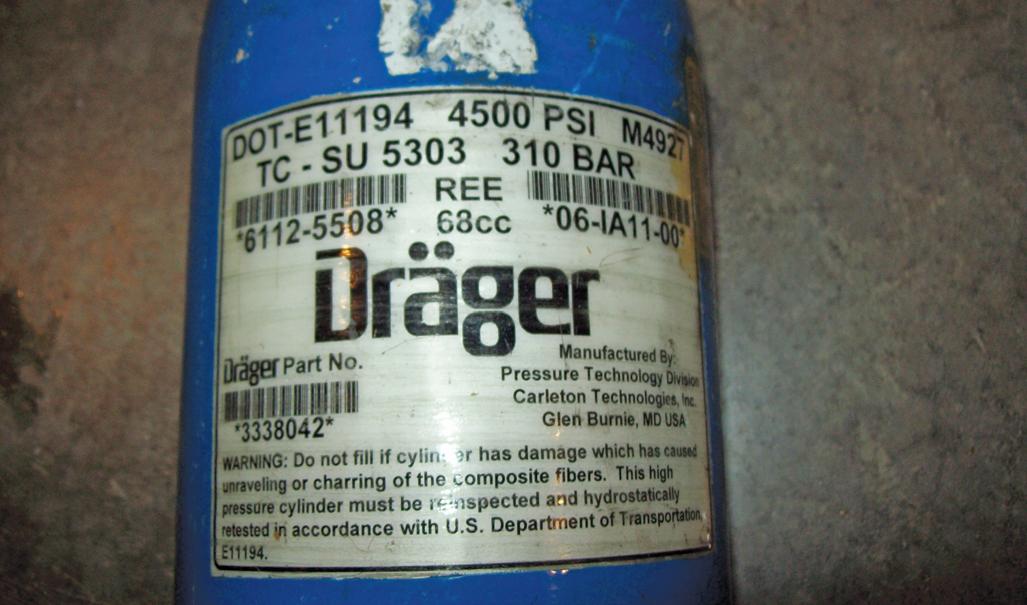 DOT-E11194 4500 PSI M4927
TC - SU 5303 310 BAR
REE
*6112-5508* 68cc *06-IA11-00*
Dräger
Dräger Part No.
*3338042*
Manufactured By:
Pressure Technology Division
Carleton Technologies, Inc.
Glen Burnie, MD USA
WARNING: Do not fill if cylinder has damage which has caused
unraveling or charring of the composite fibers. This high
pressure cylinder must be reinspected and hydrostatically
retested in accordance with U.S. Department of Transportation,
E11194.